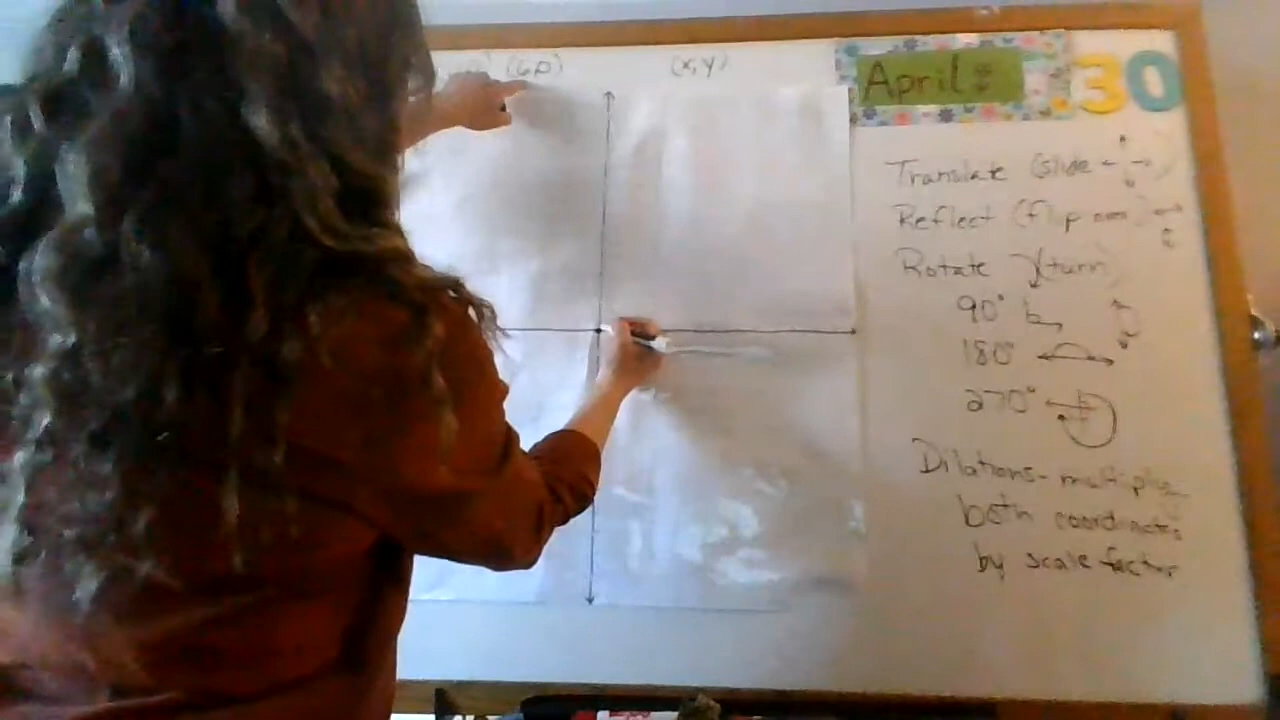 (x,y)
April
30
Translate (slide
Reflect (flip over)
Rotate (turn)
90°
180°
270°
Dilations- multiply
both coordinates
by scale factor